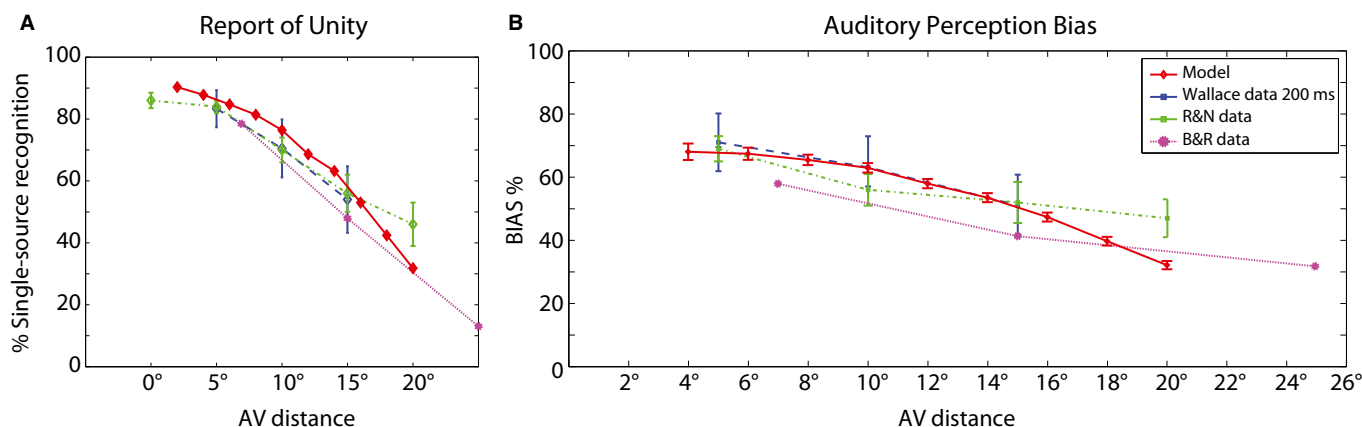 A
Report of Unity
% Single-source recognition
100
80
60
40
20
0
0°
5°
10°
15°
20°
AV distance
B
Auditory Perception Bias
BIAS %
100
80
60
40
20
0
2°
4°
6°
8°
10°
12°
14°
16°
18°
20°
22°
24°
26°
AV distance
Model
Wallace data 200 ms
R&N data
B&R data